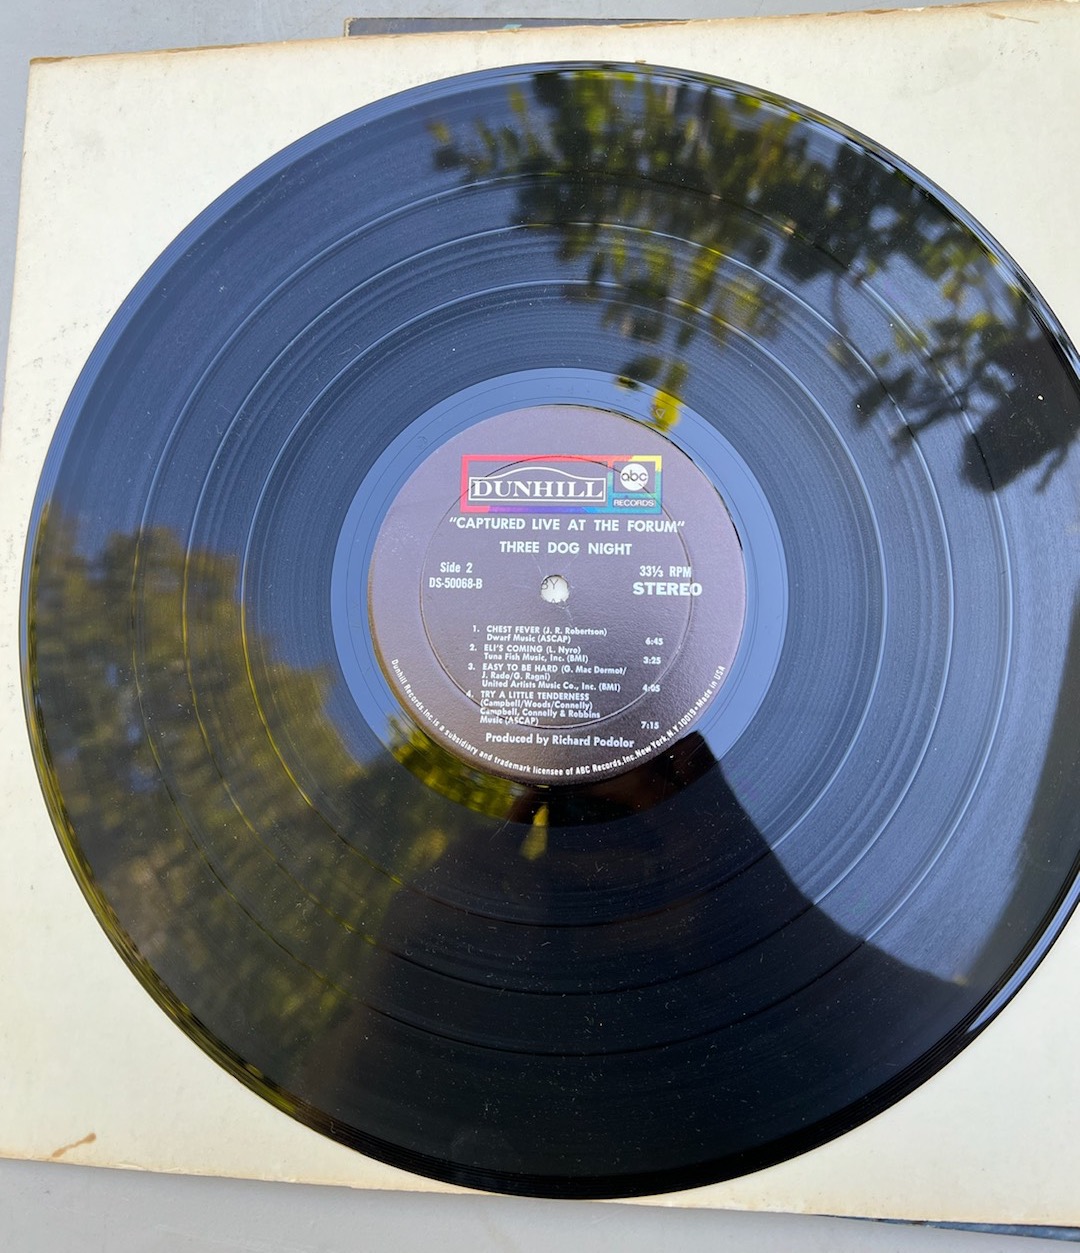 DUNHILL
abc
RECORDS
"CAPTURED LIVE AT THE FORUM"
THREE DOG NIGHT
Side 2
DS-50068-B
33⅓ RPM
STEREO
1. CHEST FEVER (J. R. Robertson)
Dwarf Music (ASCAP) 6:45
2. ELI'S COMING (L. Nyro)
Tuna Fish Music, Inc. (BMI) 3:25
3. EASY TO BE HARD (G. Mac Dermot/
J. Rado/G. Ragni)
United Artists Music Co., Inc. (BMI) 4:05
4. TRY A LITTLE TENDERNESS
(Campbell/Woods/Connelly)
Campbell, Connelly & Robbins
Music (ASCAP) 7:15
Produced by Richard Podolor
Dunhill Records, Inc. is a subsidiary and trademark licensee of ABC Records, Inc. New York, N.Y. 10019 • Made in USA